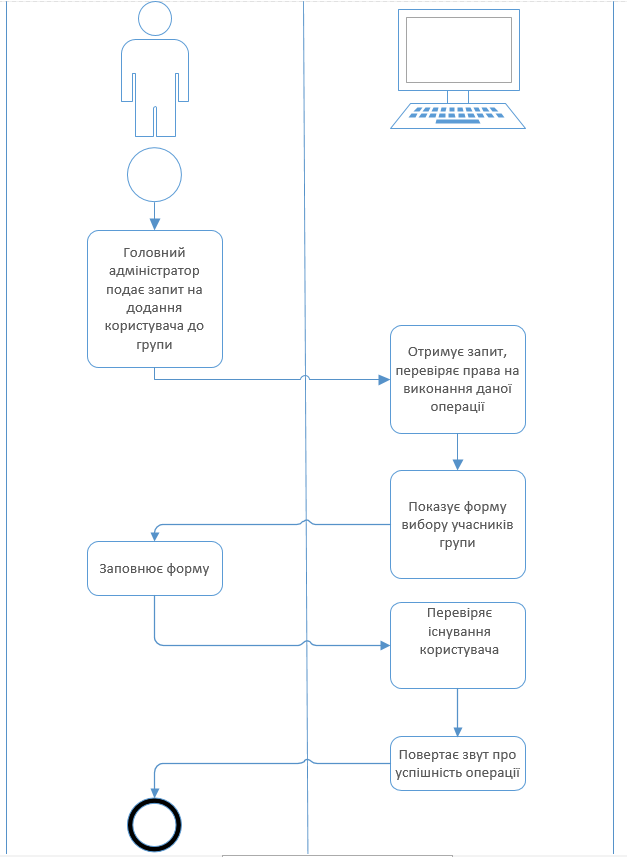 Головний
адміністратор
подає запит на
додання
користувача до
групи
Отримує запит,
перевіряє права на
виконання даної
операції
Показує форму
вибору учасників
групи
Заповнює форму
Перевіряє
існування
користувача
Повертає звут про
успішність операції